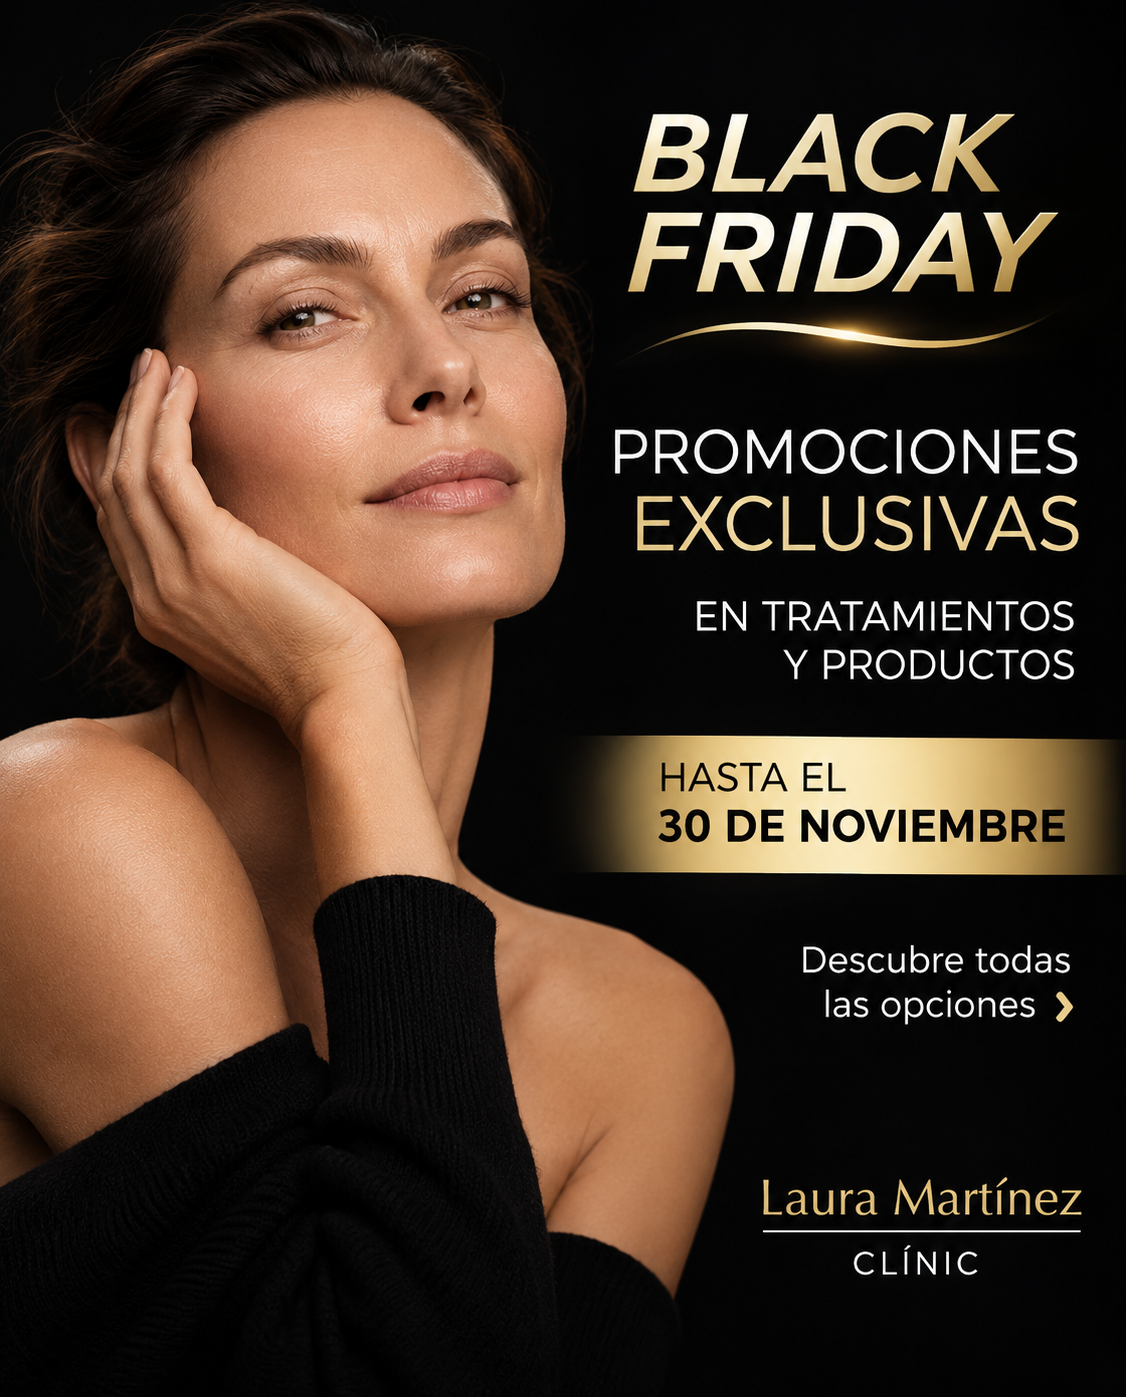 BLACK
FRIDAY
PROMOCIONES
EXCLUSIVAS
EN TRATAMIENTOS
Y PRODUCTOS
HASTA EL
30 DE NOVIEMBRE
Descubre todas
las opciones ❯
Laura Martínez
CLÍNIC